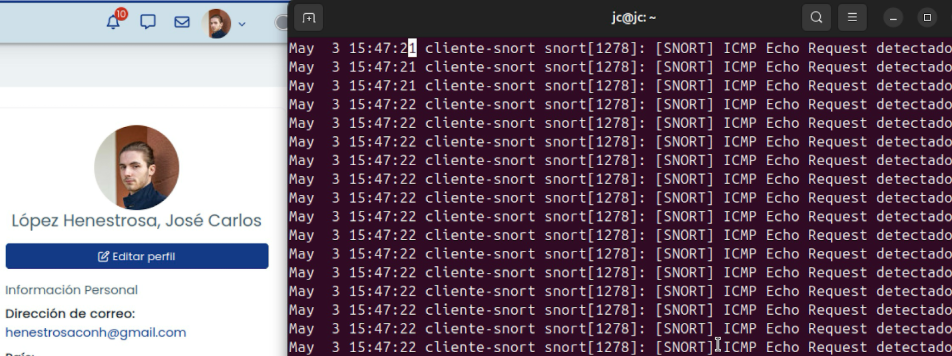 10
López Henestrosa, José Carlos
Editar perfil
Información Personal
Dirección de correo:
henestrosaconh@gmail.com
jc@jc: ~
May  3 15:47:21 cliente-snort snort[1278]: [SNORT] ICMP Echo Request detectado
May  3 15:47:21 cliente-snort snort[1278]: [SNORT] ICMP Echo Request detectado
May  3 15:47:21 cliente-snort snort[1278]: [SNORT] ICMP Echo Request detectado
May  3 15:47:22 cliente-snort snort[1278]: [SNORT] ICMP Echo Request detectado
May  3 15:47:22 cliente-snort snort[1278]: [SNORT] ICMP Echo Request detectado
May  3 15:47:22 cliente-snort snort[1278]: [SNORT] ICMP Echo Request detectado
May  3 15:47:22 cliente-snort snort[1278]: [SNORT] ICMP Echo Request detectado
May  3 15:47:22 cliente-snort snort[1278]: [SNORT] ICMP Echo Request detectado
May  3 15:47:22 cliente-snort snort[1278]: [SNORT] ICMP Echo Request detectado
May  3 15:47:22 cliente-snort snort[1278]: [SNORT] ICMP Echo Request detectado
May  3 15:47:22 cliente-snort snort[1278]: [SNORT] ICMP Echo Request detectado
May  3 15:47:22 cliente-snort snort[1278]: [SNORT] ICMP Echo Request detectado
May  3 15:47:22 cliente-snort snort[1278]: [SNORT] ICMP Echo Request detectado
May  3 15:47:22 cliente-snort snort[1278]: [SNORT] ICMP Echo Request detectado
May  3 15:47:22 cliente-snort snort[1278]: [SNORT] ICMP Echo Request detectado
May  3 15:47:22 cliente-snort snort[1278]: [SNORT] ICMP Echo Request detectado
May  3 15:47:22 cliente-snort snort[1278]: [SNORT] ICMP Echo Request detectado